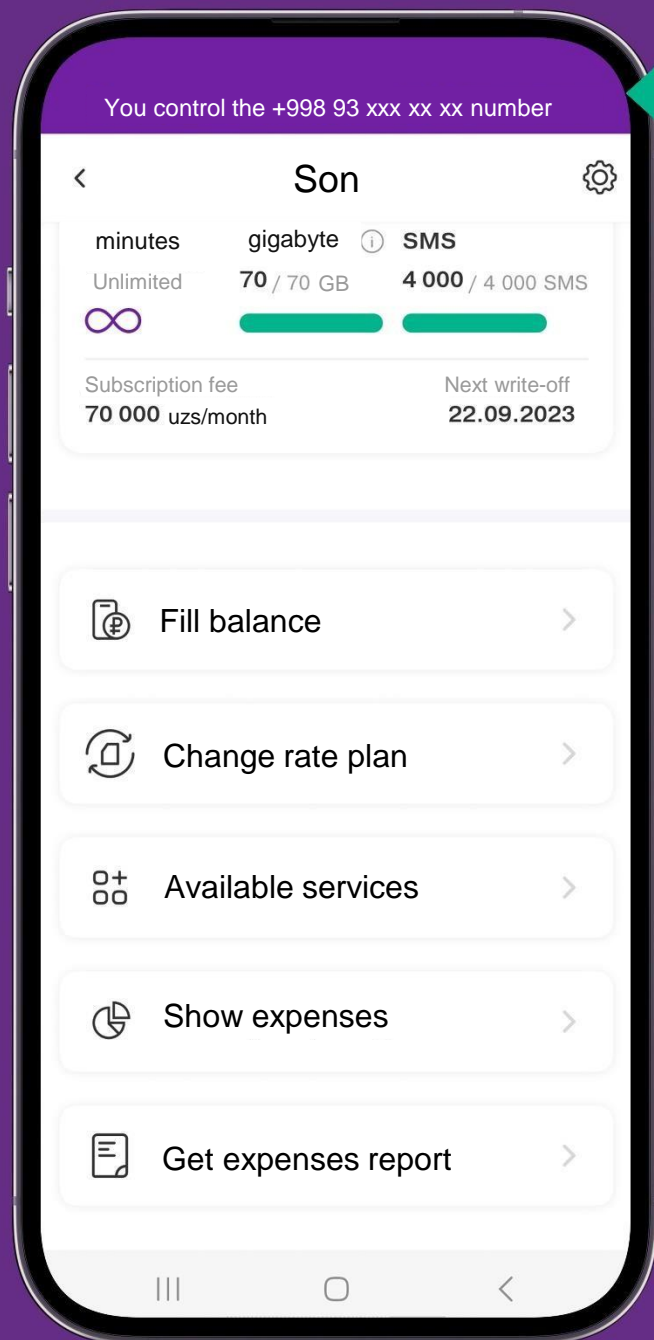 You control the +998 93 xxx xx xx number
Son
minutes gigabyte SMS
Unlimited 70 / 70 GB 4 000 / 4 000 SMS
Subscription fee Next write-off
70 000 uzs/month 22.09.2023
Fill balance
Change rate plan
Available services
Show expenses
Get expenses report